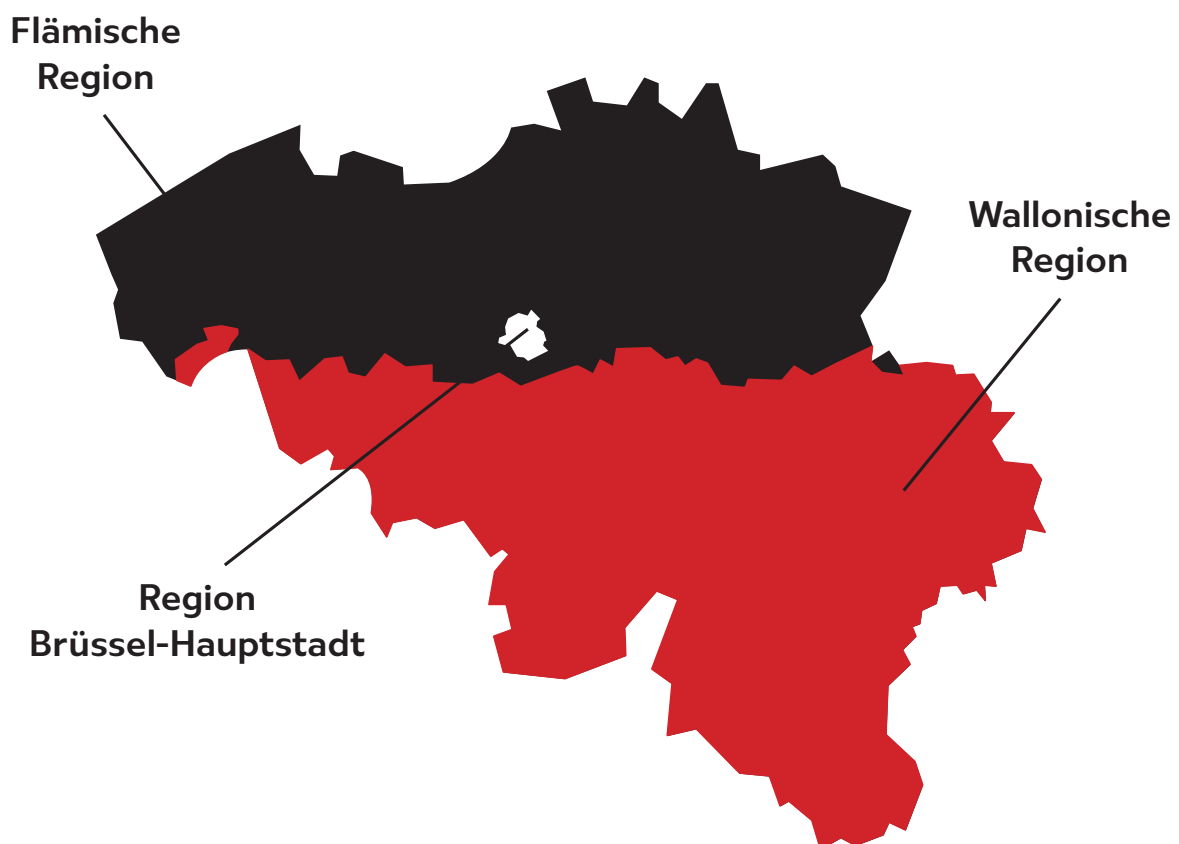 Flämische
Region
Wallonische
Region
Region
Brüssel-Hauptstadt